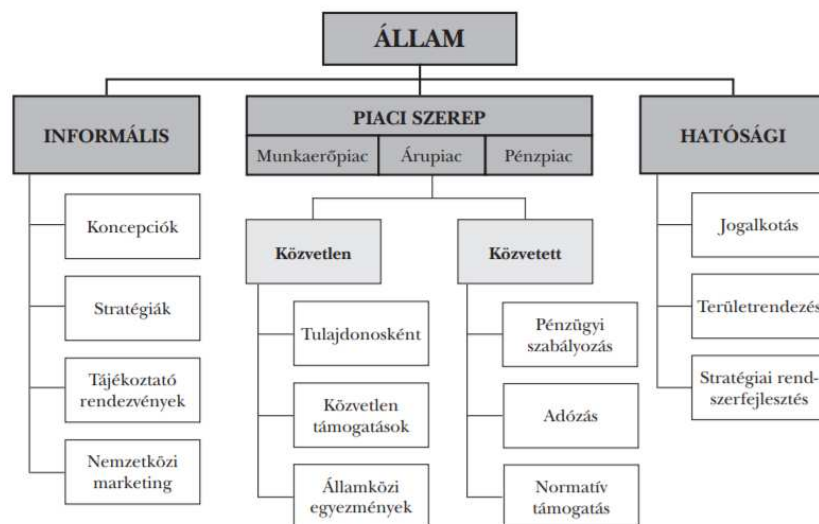 ÁLLAM
INFORMÁLIS
Koncepciók
Stratégiák
Tájékoztató
rendezvények
Nemzetközi
marketing
PIACI SZEREP
Munkaerőpiac
Árupiac
Pénzpiac
Közvetlen
Tulajdonosként
Közvetlen
támogatások
Államközi
egyezmények
Közvetett
Pénzügyi
szabályozás
Adózás
Normatív
támogatás
HATÓSÁGI
Jogalkotás
Területrendezés
Stratégiai rend-
szerfejlesztés